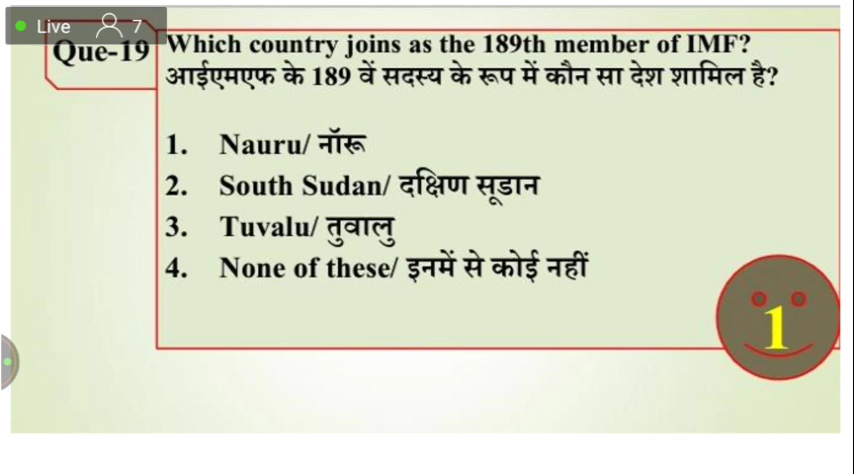 Live 7
Que-19
Which country joins as the 189th member of IMF?
आईएमएफ के 189 वें सदस्य के रूप में कौन सा देश शामिल है?
1. Nauru/ नॉरू
2. South Sudan/ दक्षिण सूडान
3. Tuvalu/ तुवालु
4. None of these/ इनमें से कोई नहीं
1